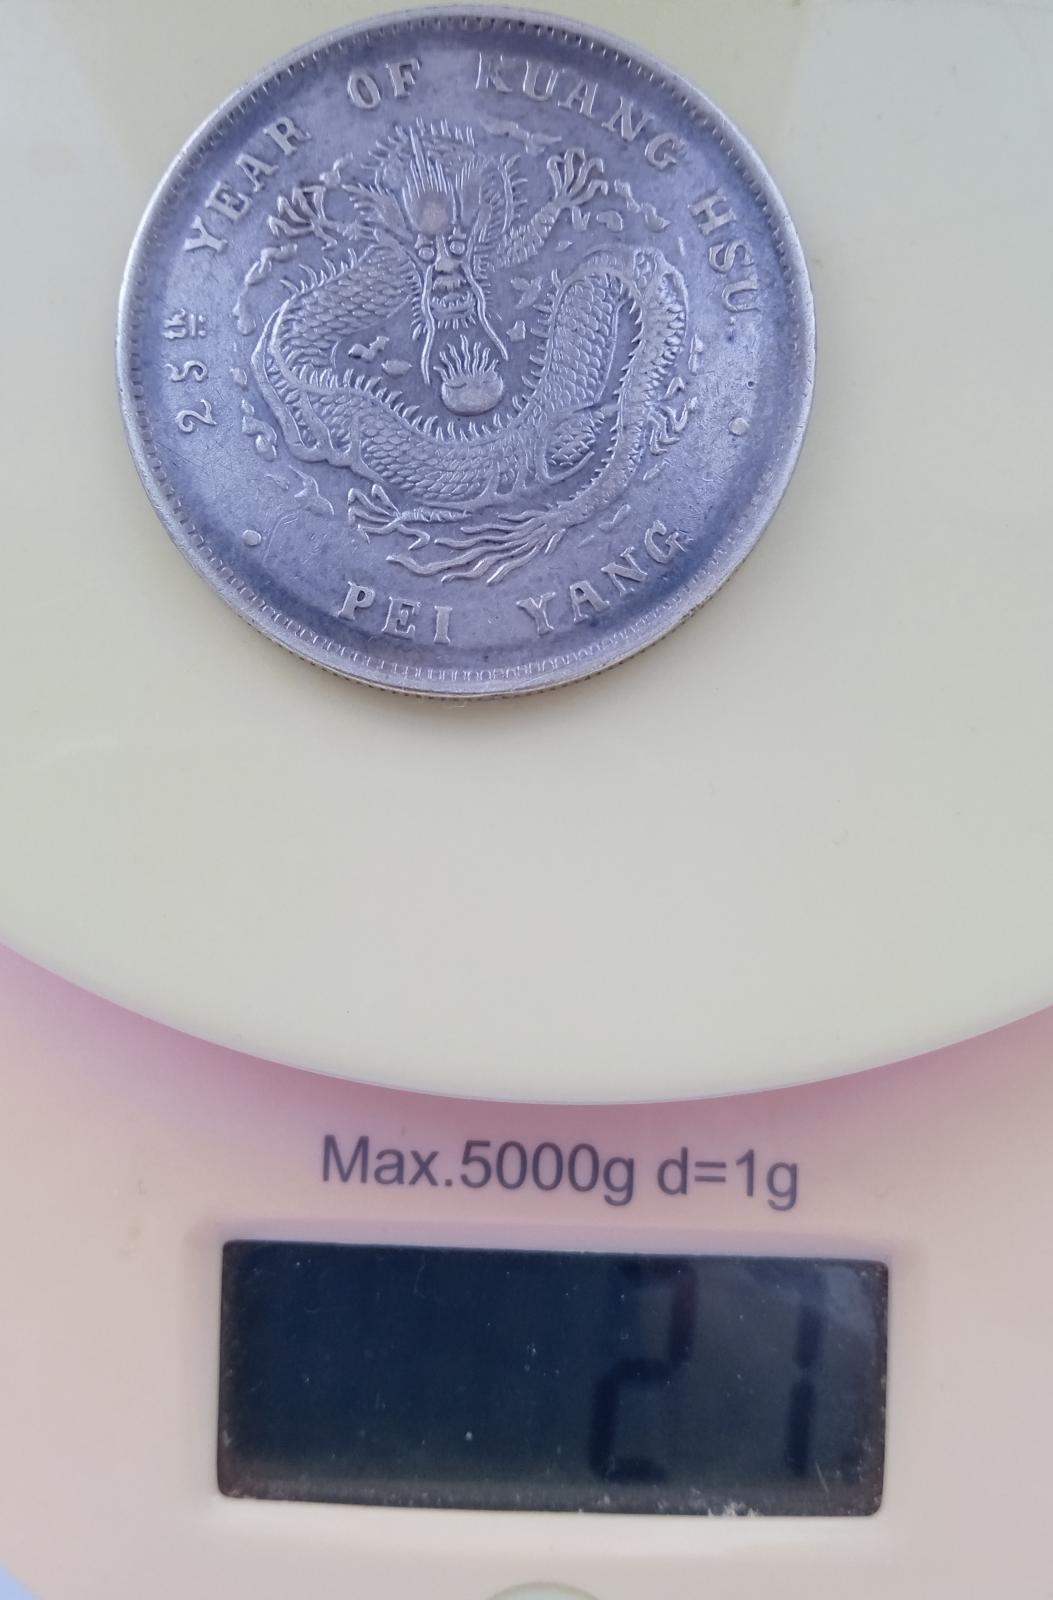 25th YEAR OF KUANG HSU
PEI YANG
Max.5000g d=1g
21